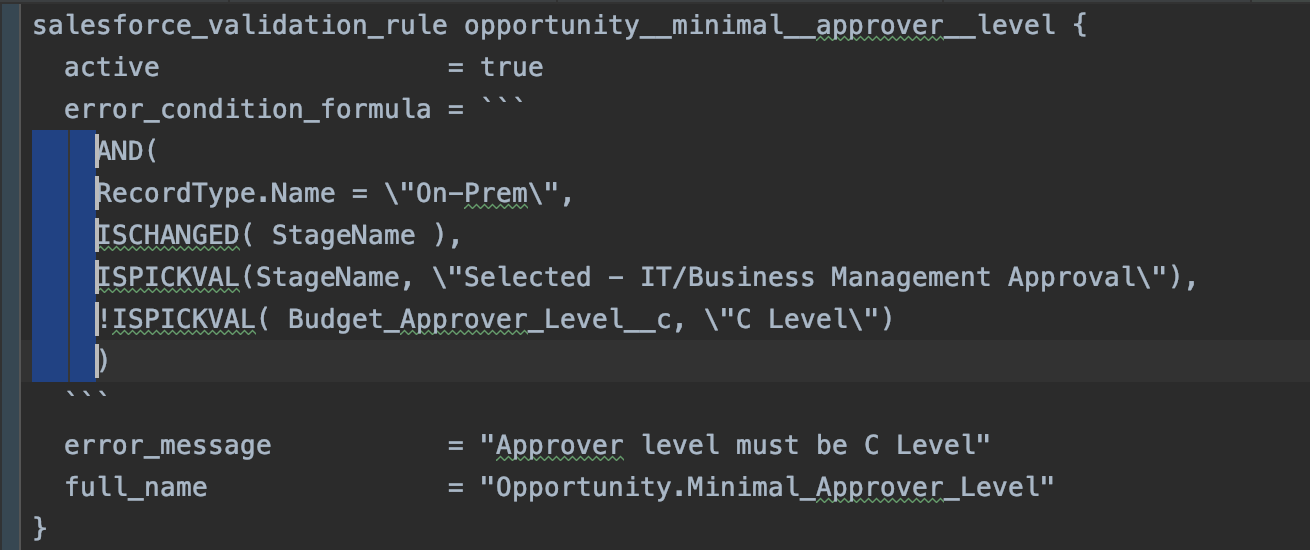 salesforce_validation_rule opportunity__minimal__approver__level {
  active                  = true
  error_condition_formula = ```
    AND(
    RecordType.Name = \"On-Prem\",
    ISCHANGED( StageName ),
    ISPICKVAL(StageName, \"Selected - IT/Business Management Approval\"),
    !ISPICKVAL( Budget_Approver_Level__c, \"C Level\")
    )
  ```
  error_message           = "Approver level must be C Level"
  full_name               = "Opportunity.Minimal_Approver_Level"
}